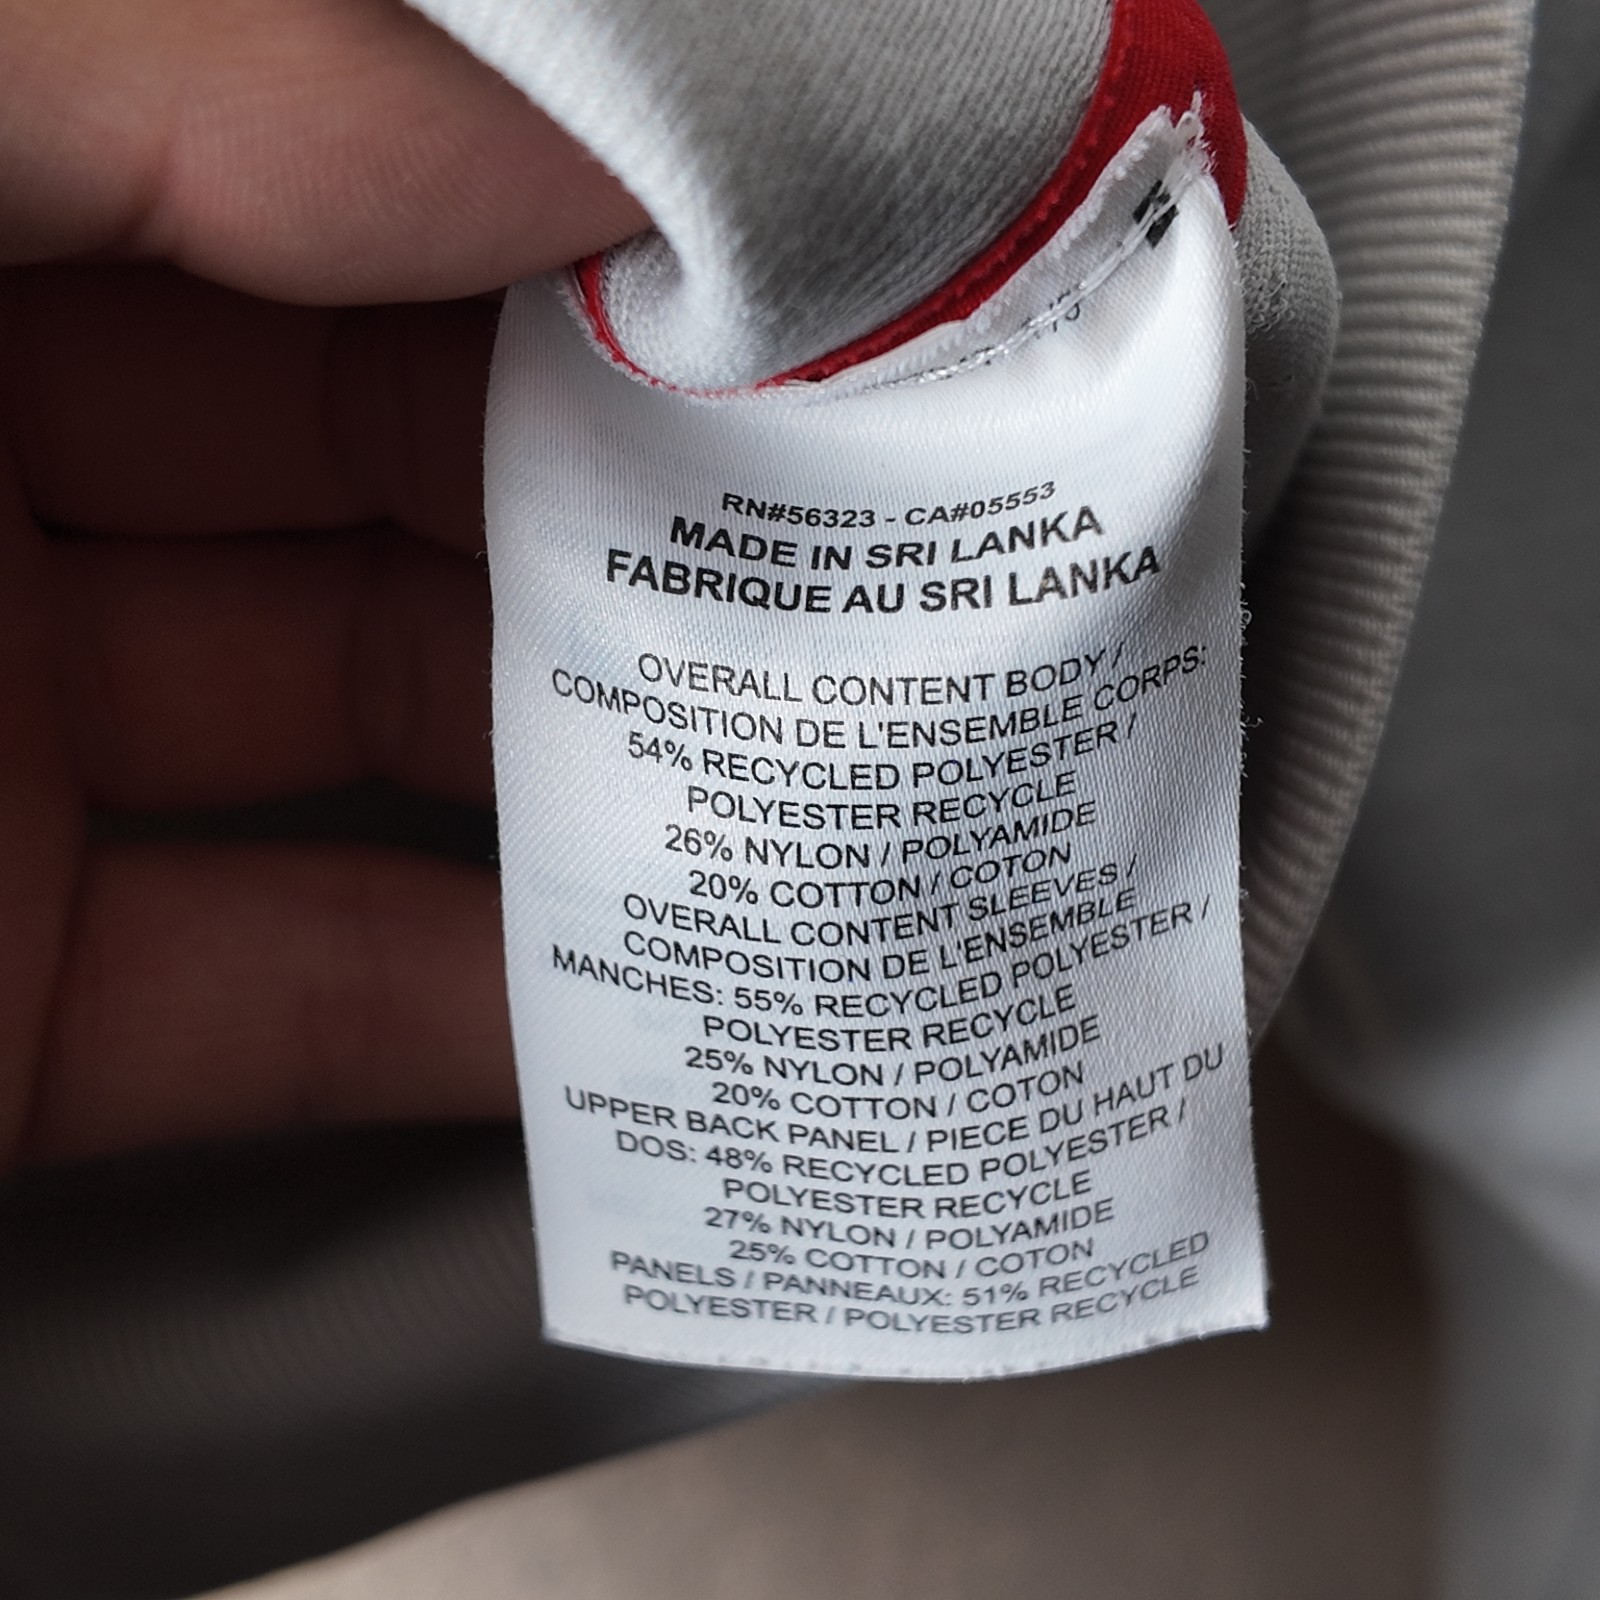 RN#56323 - CA#05553
MADE IN SRI LANKA
FABRIQUE AU SRI LANKA
OVERALL CONTENT BODY /
COMPOSITION DE L'ENSEMBLE CORPS:
54% RECYCLED POLYESTER /
POLYESTER RECYCLE
26% NYLON / POLYAMIDE
20% COTTON / COTON
OVERALL CONTENT SLEEVES /
COMPOSITION DE L'ENSEMBLE
MANCHES: 55% RECYCLED POLYESTER /
POLYESTER RECYCLE
25% NYLON / POLYAMIDE
20% COTTON / COTON
UPPER BACK PANEL / PIECE DU HAUT DU
DOS: 48% RECYCLED POLYESTER /
POLYESTER RECYCLE
27% NYLON / POLYAMIDE
25% COTTON / COTON
PANELS / PANNEAUX: 51% RECYCLED
POLYESTER / POLYESTER RECYCLE